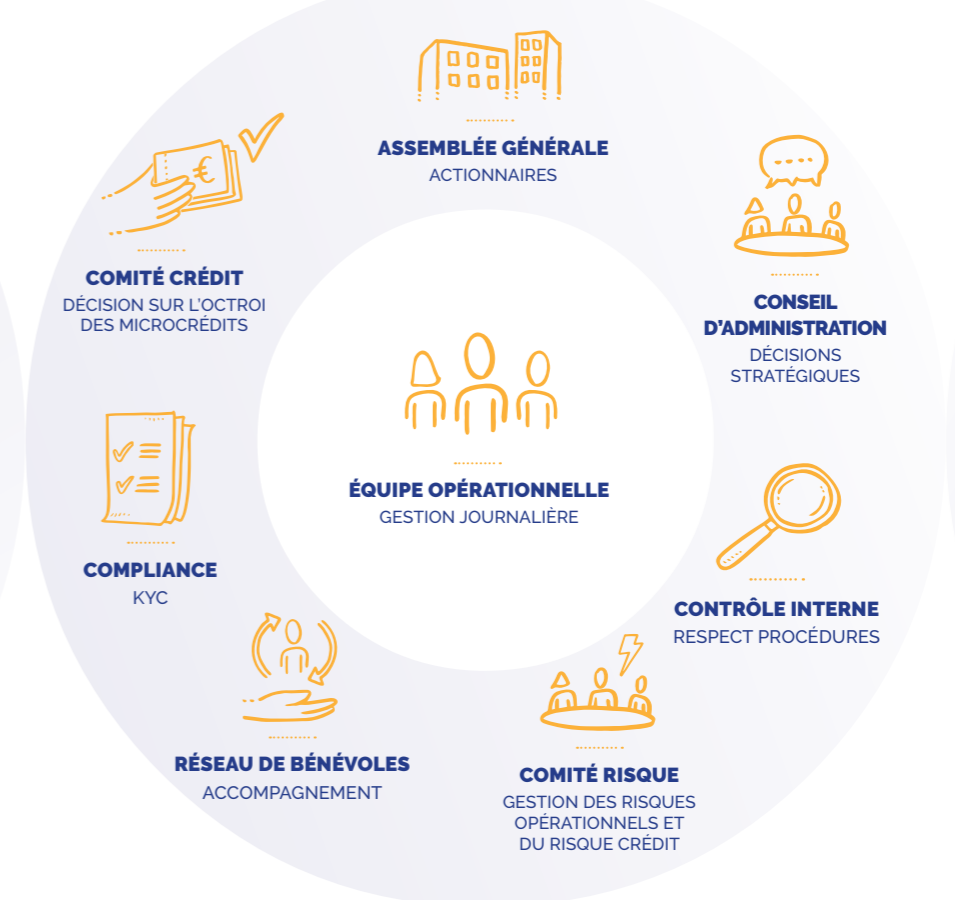 ASSEMBLÉE GÉNÉRALE
ACTIONNAIRES
CONSEIL
D'ADMINISTRATION
DÉCISIONS
STRATÉGIQUES
CONTRÔLE INTERNE
RESPECT PROCÉDURES
COMITÉ RISQUE
GESTION DES RISQUES
OPÉRATIONNELS ET
DU RISQUE CRÉDIT
RÉSEAU DE BÉNÉVOLES
ACCOMPAGNEMENT
COMPLIANCE
KYC
€
COMITÉ CRÉDIT
DÉCISION SUR L'OCTROI
DES MICROCRÉDITS
ÉQUIPE OPÉRATIONNELLE
GESTION JOURNALIÈRE